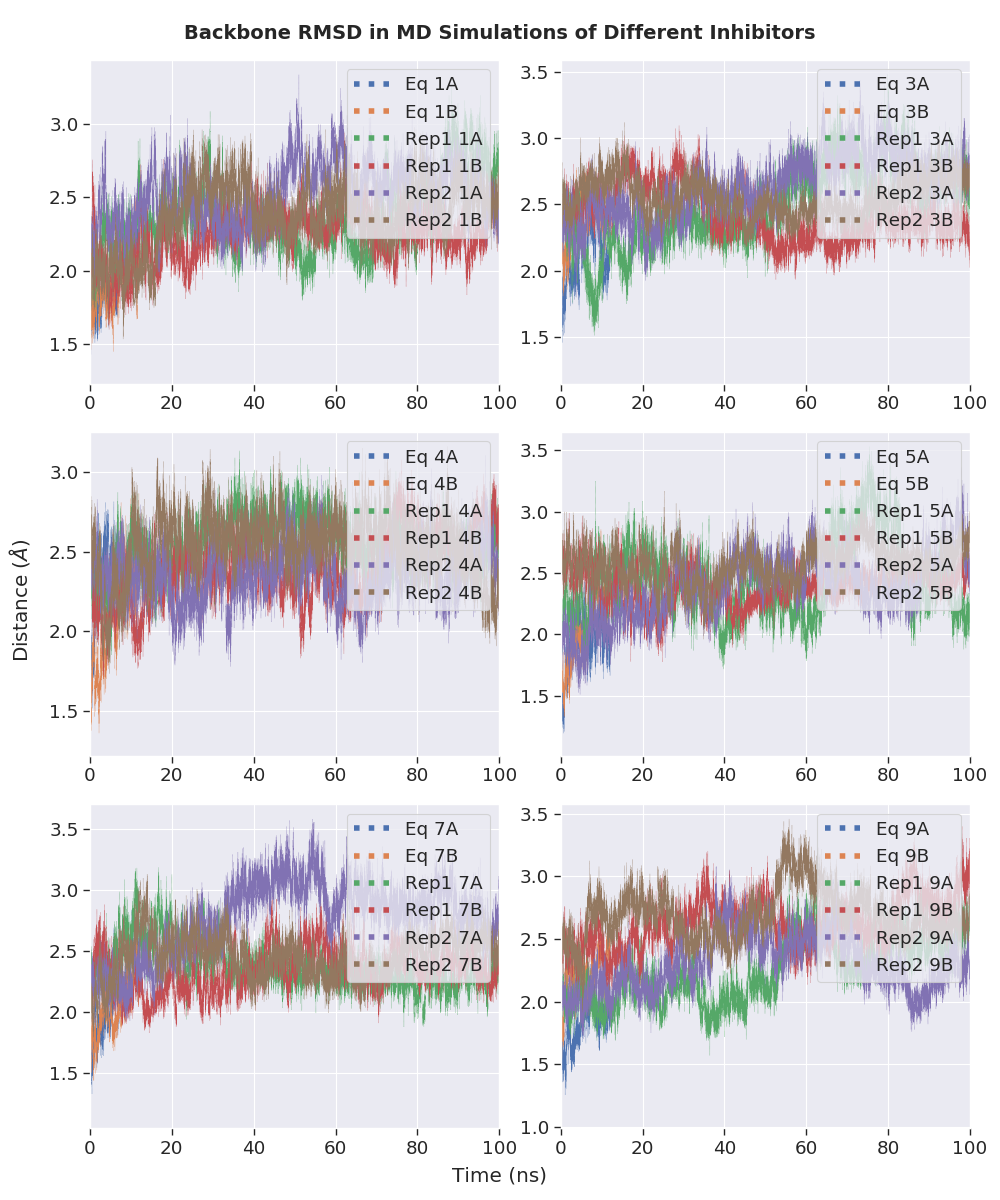 Backbone RMSD in MD Simulations of Different Inhibitors
3.0
2.5
2.0
1.5
0 20 40 60 80 100
Eq 1A
Eq 1B
Rep1 1A
Rep1 1B
Rep2 1A
Rep2 1B
3.5
3.0
2.5
2.0
1.5
0 20 40 60 80 100
Eq 3A
Eq 3B
Rep1 3A
Rep1 3B
Rep2 3A
Rep2 3B
Distance (Å)
3.0
2.5
2.0
1.5
0 20 40 60 80 100
Eq 4A
Eq 4B
Rep1 4A
Rep1 4B
Rep2 4A
Rep2 4B
3.5
3.0
2.5
2.0
1.5
0 20 40 60 80 100
Eq 5A
Eq 5B
Rep1 5A
Rep1 5B
Rep2 5A
Rep2 5B
3.5
3.0
2.5
2.0
1.5
0 20 40 60 80 100
Eq 7A
Eq 7B
Rep1 7A
Rep1 7B
Rep2 7A
Rep2 7B
3.5
3.0
2.5
2.0
1.5
1.0
0 20 40 60 80 100
Eq 9A
Eq 9B
Rep1 9A
Rep1 9B
Rep2 9A
Rep2 9B
Time (ns)